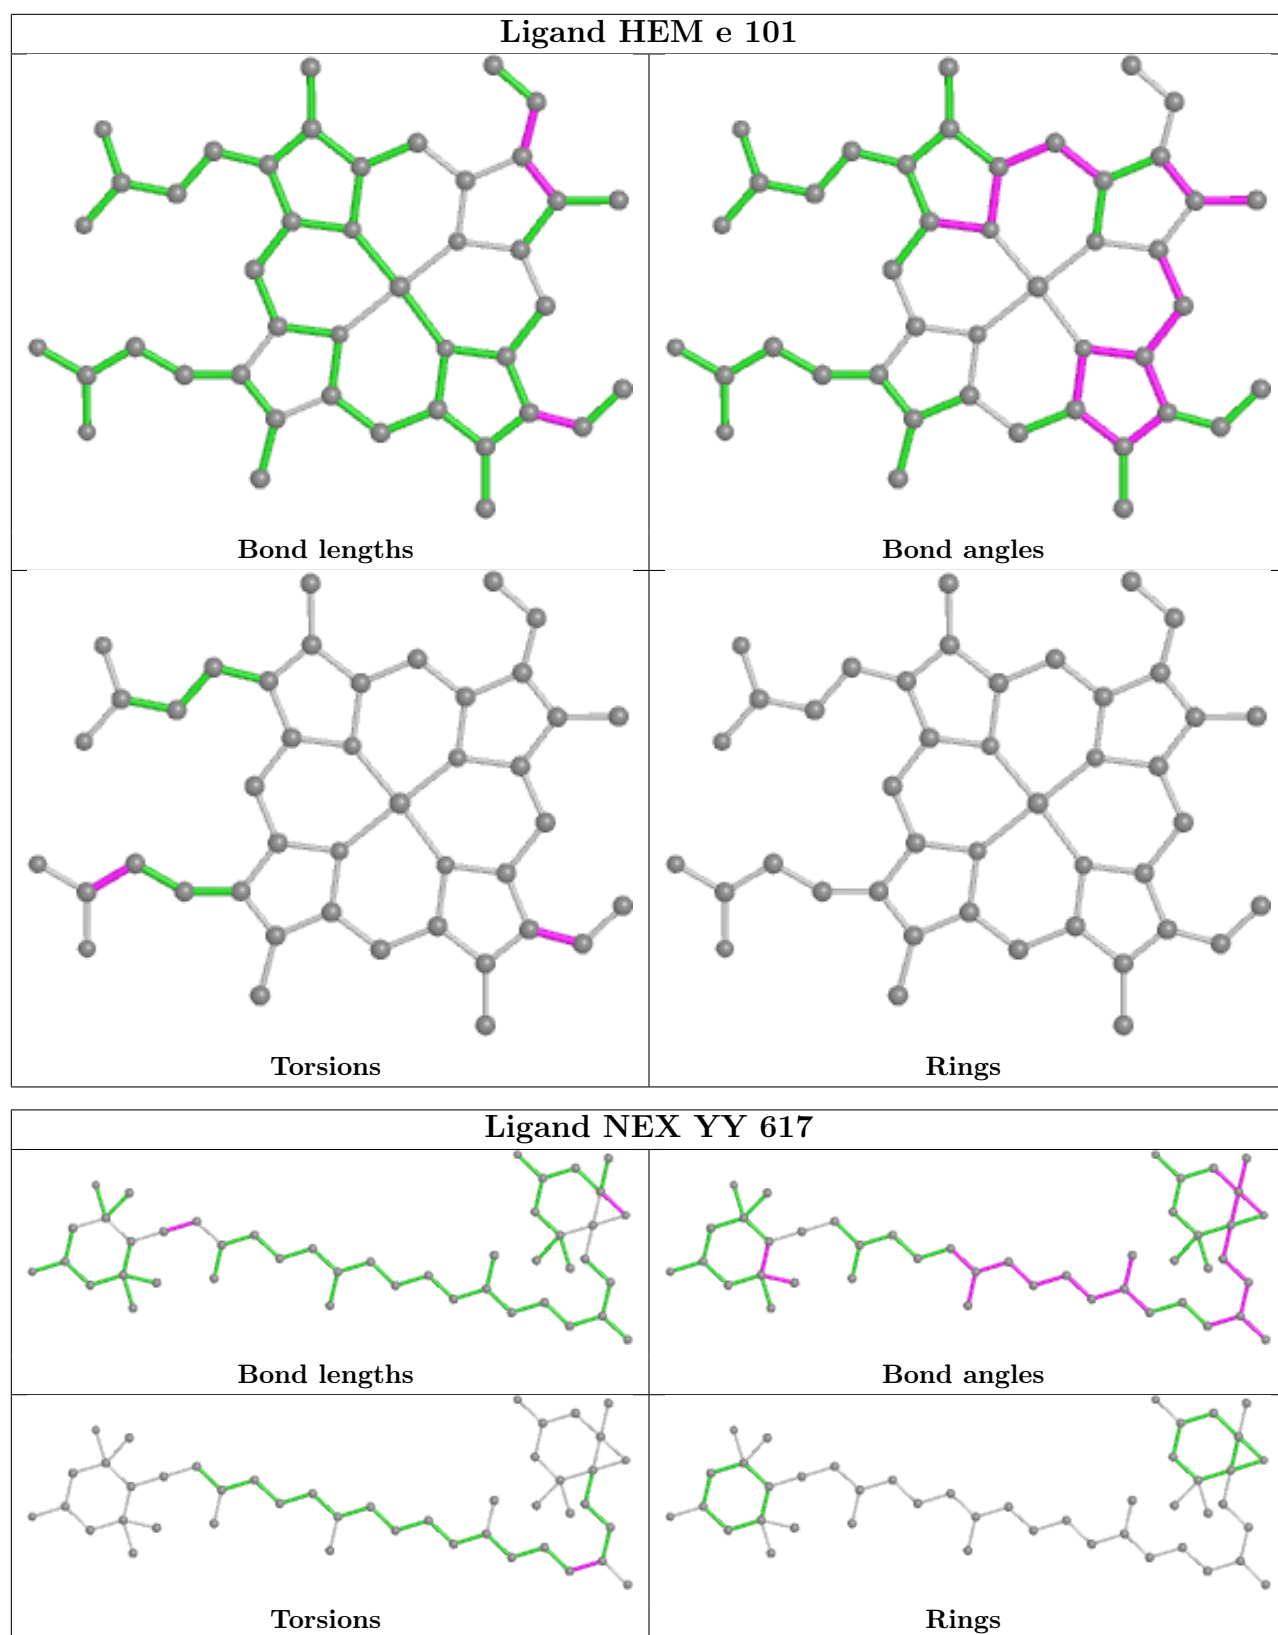 Ligand HEM e 101
Bond lengths
Bond angles
Torsions
Rings
Ligand NEX YY 617
Bond lengths
Bond angles
Torsions
Rings